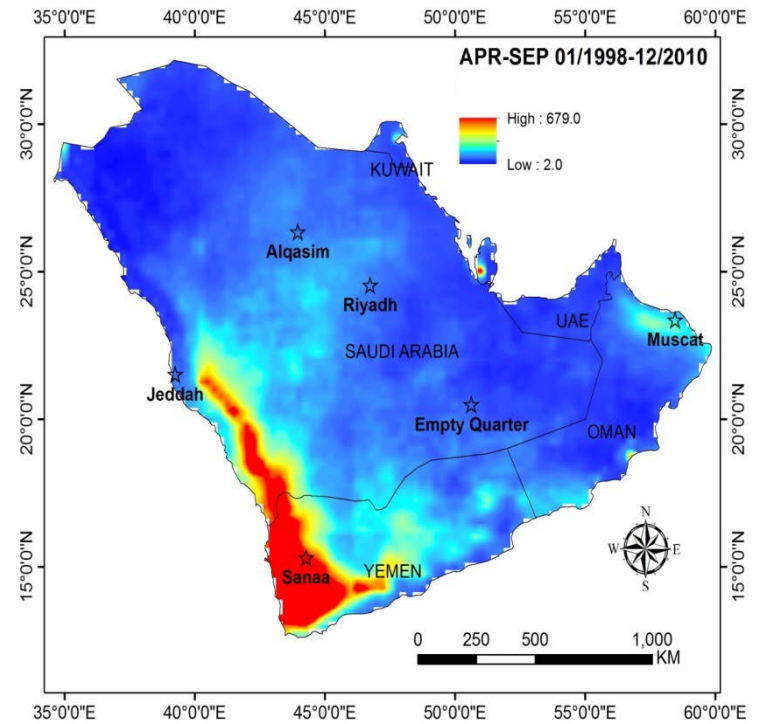 35°0'0"E 40°0'0"E 45°0'0"E 50°0'0"E 55°0'0"E 60°0'0"E
APR-SEP 01/1998-12/2010
High : 679.0
Low : 2.0
30°0'0"N 30°0'0"N
KUWAIT
Alqasim
25°0'0"N 25°0'0"N
Riyadh
UAE
Muscat
SAUDI ARABIA
Jeddah
Empty Quarter
20°0'0"N 20°0'0"N
OMAN
N
W E
S
15°0'0"N 15°0'0"N
YEMEN
Sanaa
0 250 500 1,000
KM
35°0'0"E 40°0'0"E 45°0'0"E 50°0'0"E 55°0'0"E 60°0'0"E